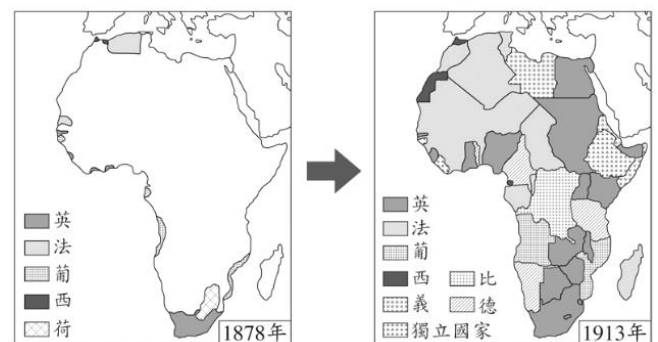 英
法
葡
西
荷
1878年
英
法
葡
西
比
義
德
獨立國家
1913年